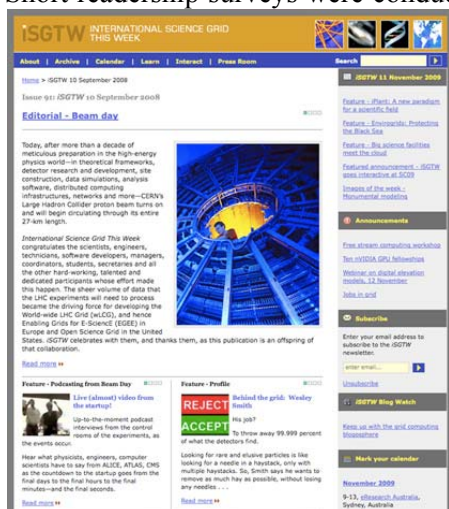 Short readership surveys were conduc
iSGTW INTERNATIONAL SCIENCE GRID
THIS WEEK
About | Archive | Calendar | Learn | Interact | Press Room
Search
Home > iSGTW 10 September 2008
Issue 91: iSGTW 10 September 2008
Editorial - Beam day
Today, after more than a decade of
meticulous preparation in the high-energy
physics world—in theoretical frameworks,
detector research and development, site
construction, data simulations, analysis
software, distributed computing
infrastructures, networks and more—CERN's
Large Hadron Collider proton beam turns on
and will begin circulating through its entire
27-km length.
International Science Grid This Week
congratulates the scientists, engineers,
technicians, software developers, managers,
coordinators, students, secretaries and all
the other hard-working, talented and
dedicated participants whose effort made
this happen. The sheer volume of data that
the LHC experiments will need to process
became the driving force for developing the
World-wide LHC Grid (wLCG), and hence
Enabling Grids for E-SciencE (EGEE) in
Europe and Open Science Grid in the United
States. iSGTW celebrates with them, and thanks them, as this publication is an offspring of
that collaboration.
Read more
Feature - Podcasting from Beam Day
Live (almost) video from
the startup!
Up-to-the-moment podcast
interviews from the control
rooms of the experiments, as
the events occur.
Hear what physicists, engineers, computer
scientists have to say from ALICE, ATLAS, CMS
as the countdown to the startup goes from the
final days to the final hours to the final
minutes—and the final seconds.
Read more
Feature - Profile
REJECT
ACCEPT
Behind the grid: Wesley
Smith
His job?
To throw away 99.999 percent
of what the detectors find.
Looking for rare and elusive particles is like
looking for a needle in a haystack, only with
multiple haystacks. So, Smith says he wants to
remove as much hay as possible, without losing
any needles . . .
Read more
iSGTW 11 November 2009
Feature - iPlant: A new paradigm
for a scientific field
Feature - Envirogrids: Protecting
the Black Sea
Feature - Big science facilities
meet the cloud
Featured announcement - iSGTW
goes interactive at SC09
Images of the week -
Monumental modeling
Announcements
Free stream computing workshop
Ten nVIDIA GPU fellowships
Webinar on digital elevation
models, 12 November
Jobs in grid
Subscribe
Enter your email address to
subscribe to the iSGTW
newsletter.
enter email...
Unsubscribe
iSGTW Blog Watch
Keep up with the grid computing
blogosphere
Mark your calendar
November 2009
9-13, eResearch Australia,
Sydney, Australia